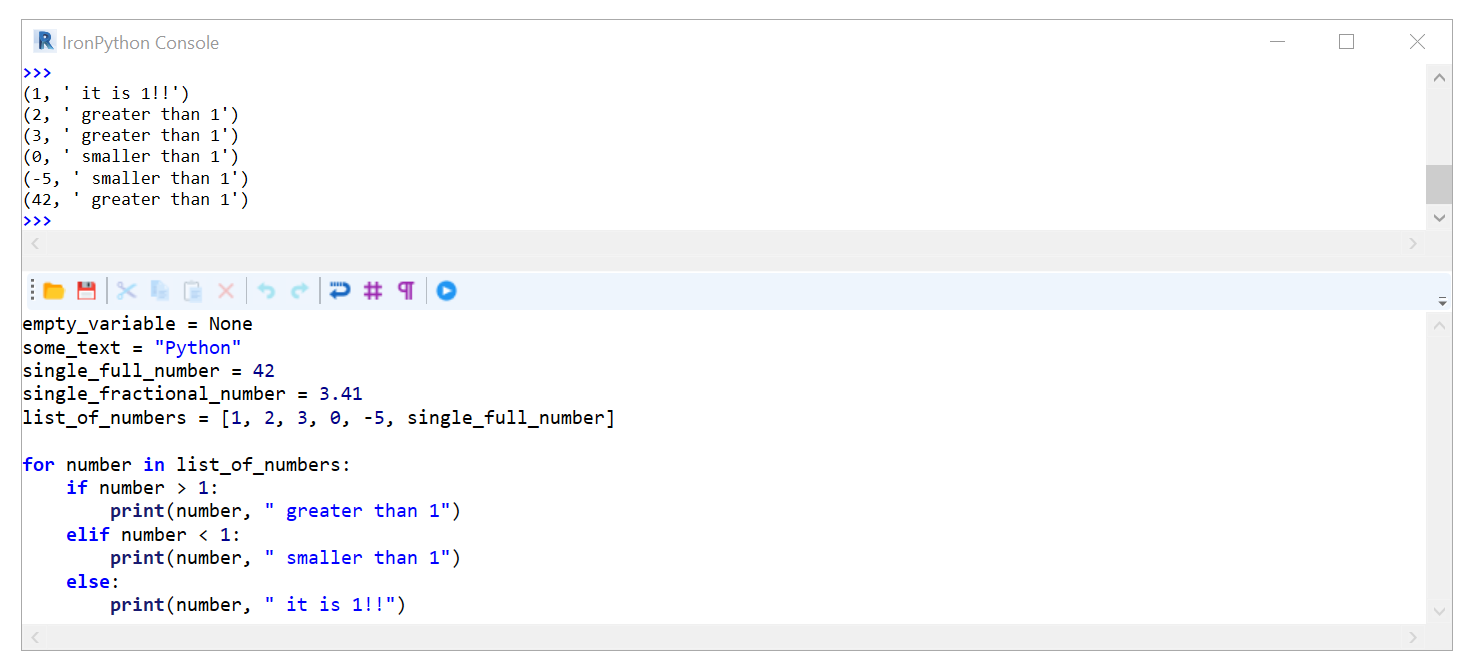 R IronPython Console
>>>
(1, ' it is 1!!')
(2, ' greater than 1')
(3, ' greater than 1')
(0, ' smaller than 1')
(-5, ' smaller than 1')
(42, ' greater than 1')
>>>
empty_variable = None
some_text = "Python"
single_full_number = 42
single_fractional_number = 3.41
list_of_numbers = [1, 2, 3, 0, -5, single_full_number]

for number in list_of_numbers:
    if number > 1:
        print(number, " greater than 1")
    elif number < 1:
        print(number, " smaller than 1")
    else:
        print(number, " it is 1!!")